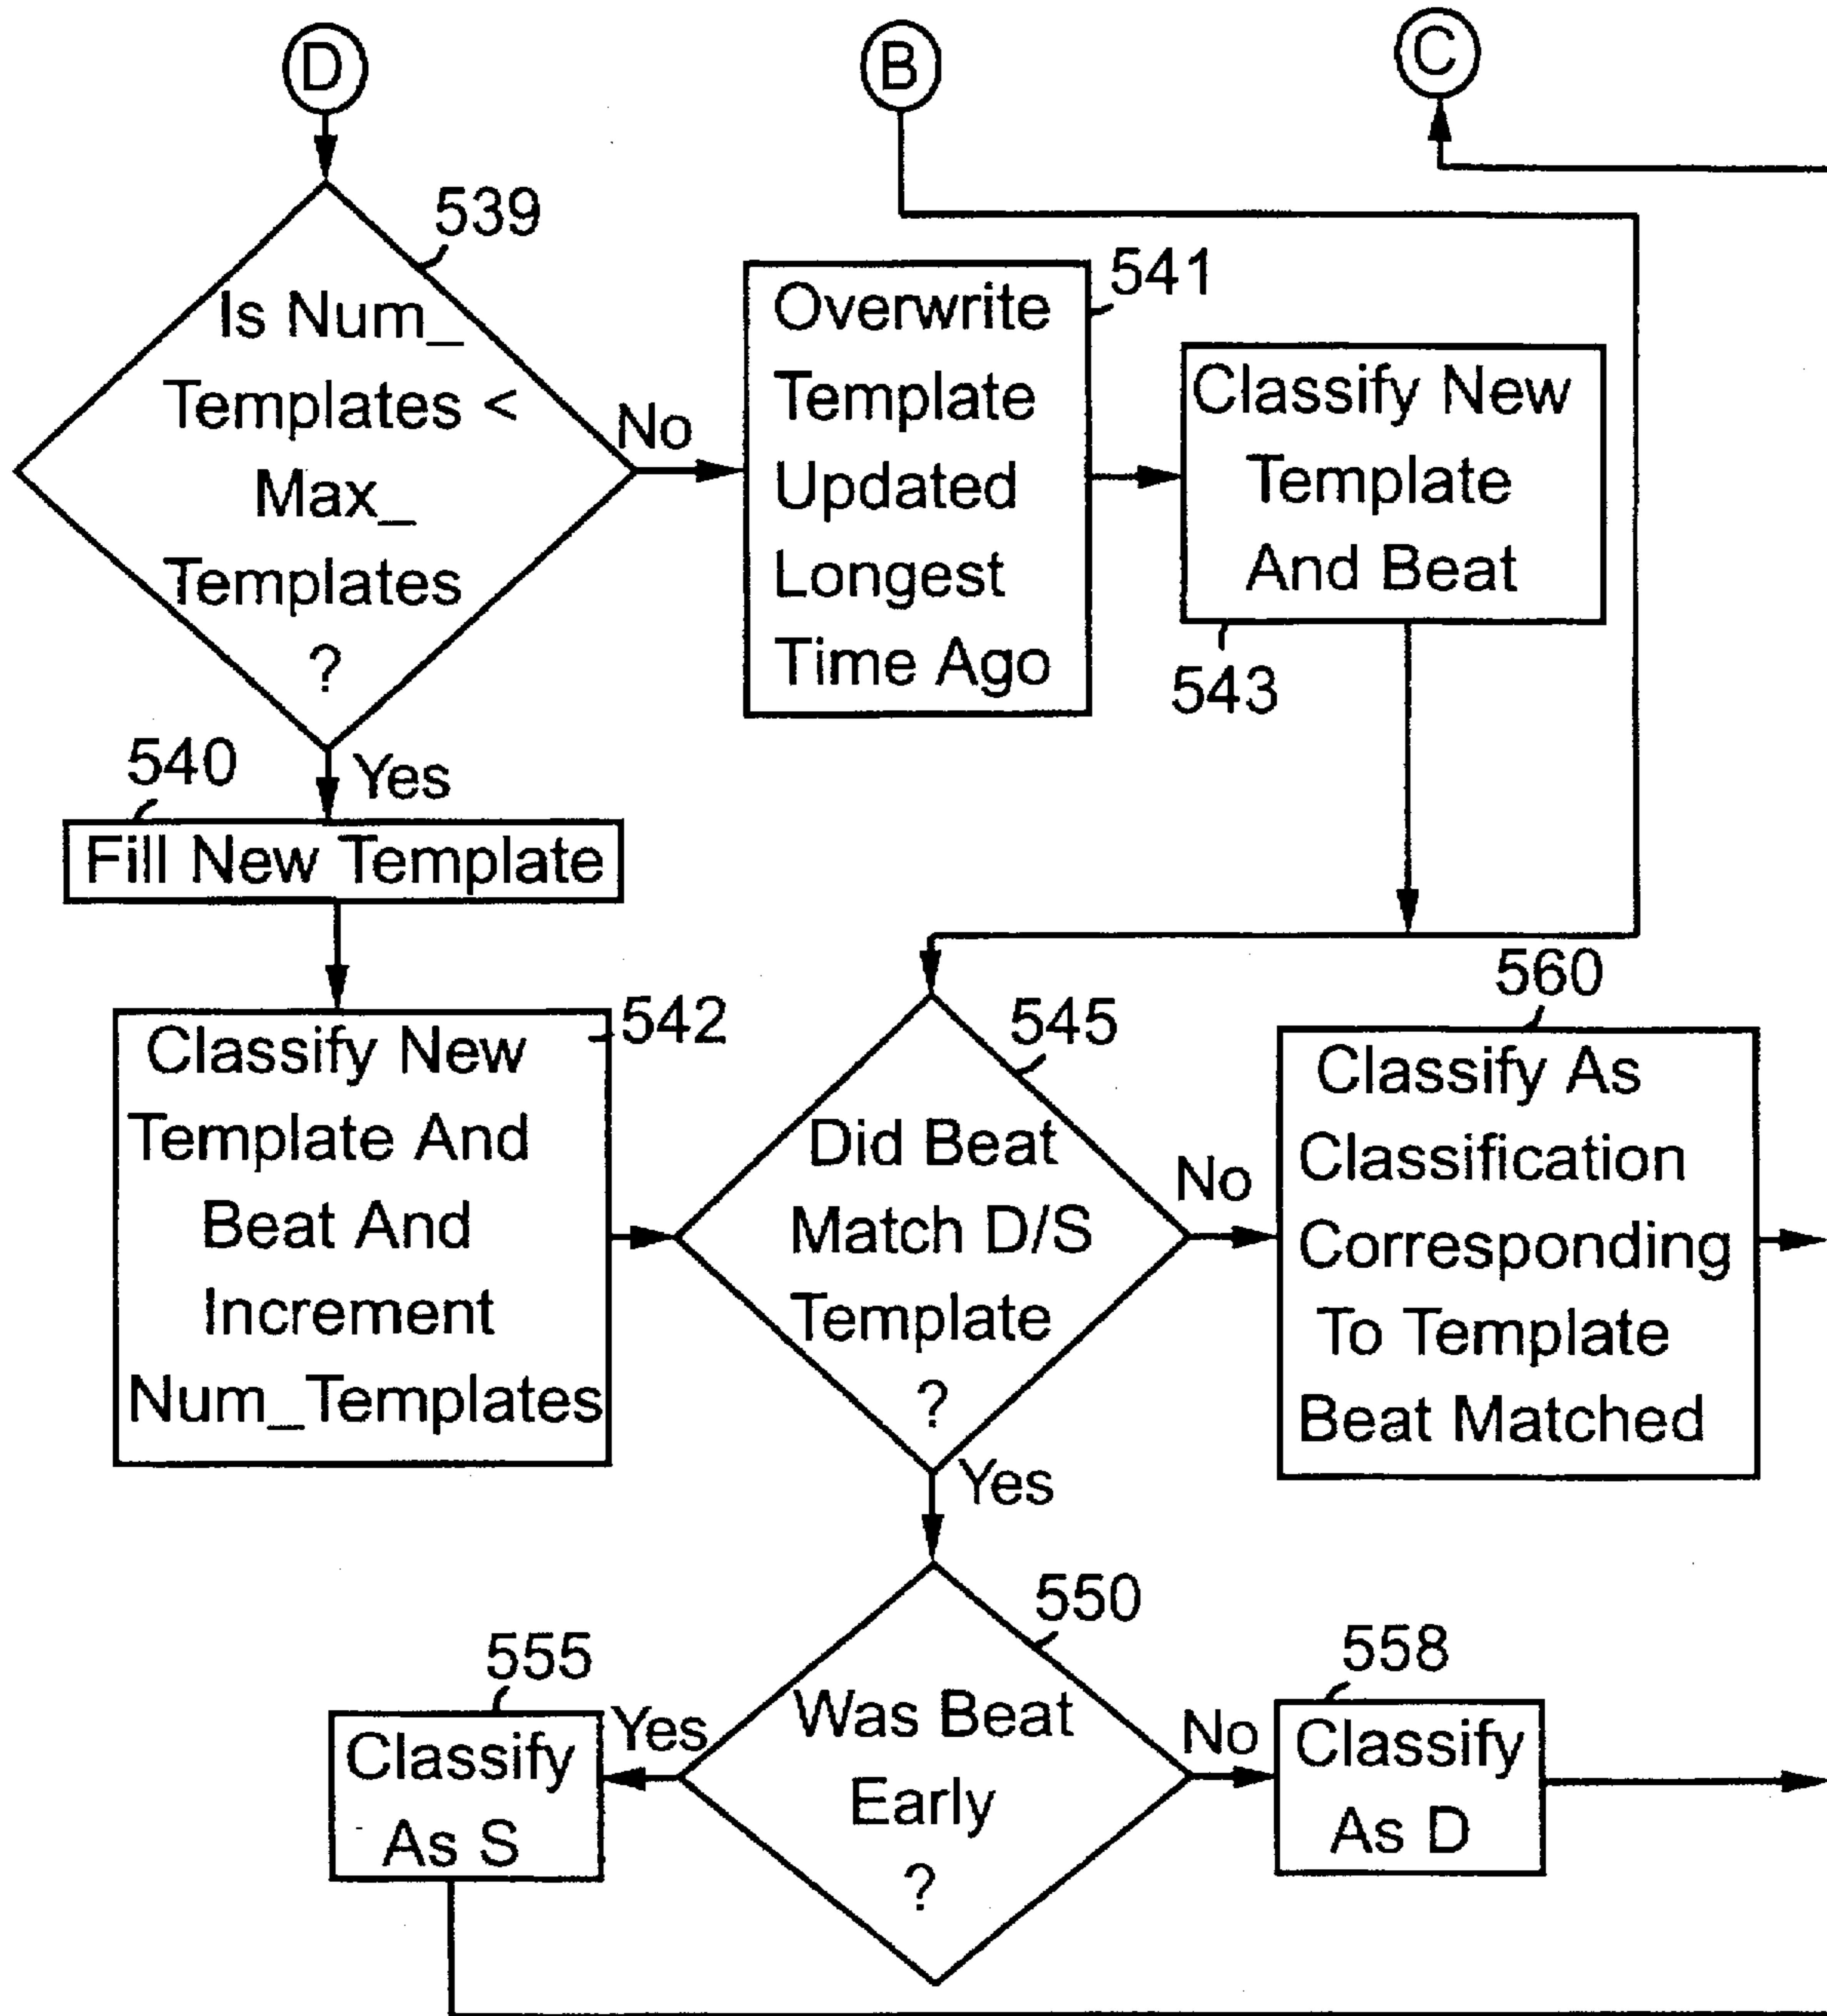 D
B
C
539
Is Num_
Templates <
Max_
Templates
?
No
541
Overwrite
Template
Updated
Longest
Time Ago
Classify New
Template
And Beat
543
540
Yes
Fill New Template
542
Classify New
Template And
Beat And
Increment
Num_Templates
545
Did Beat
Match D/S
Template
?
No
560
Classify As
Classification
Corresponding
To Template
Beat Matched
Yes
550
Was Beat
Early
?
Yes
555
Classify
As S
No
558
Classify
As D